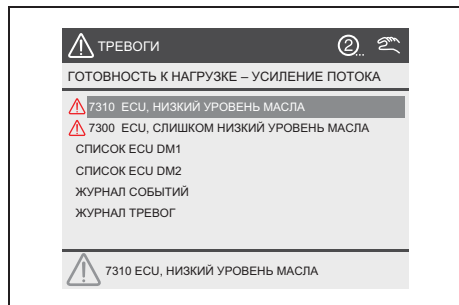 ТРЕВОГИ 2...
ГОТОВНОСТЬ К НАГРУЗКЕ – УСИЛЕНИЕ ПОТОКА
7310 ECU, НИЗКИЙ УРОВЕНЬ МАСЛА
7300 ECU, СЛИШКОМ НИЗКИЙ УРОВЕНЬ МАСЛА
СПИСОК ECU DM1
СПИСОК ECU DM2
ЖУРНАЛ СОБЫТИЙ
ЖУРНАЛ ТРЕВОГ
7310 ECU, НИЗКИЙ УРОВЕНЬ МАСЛА